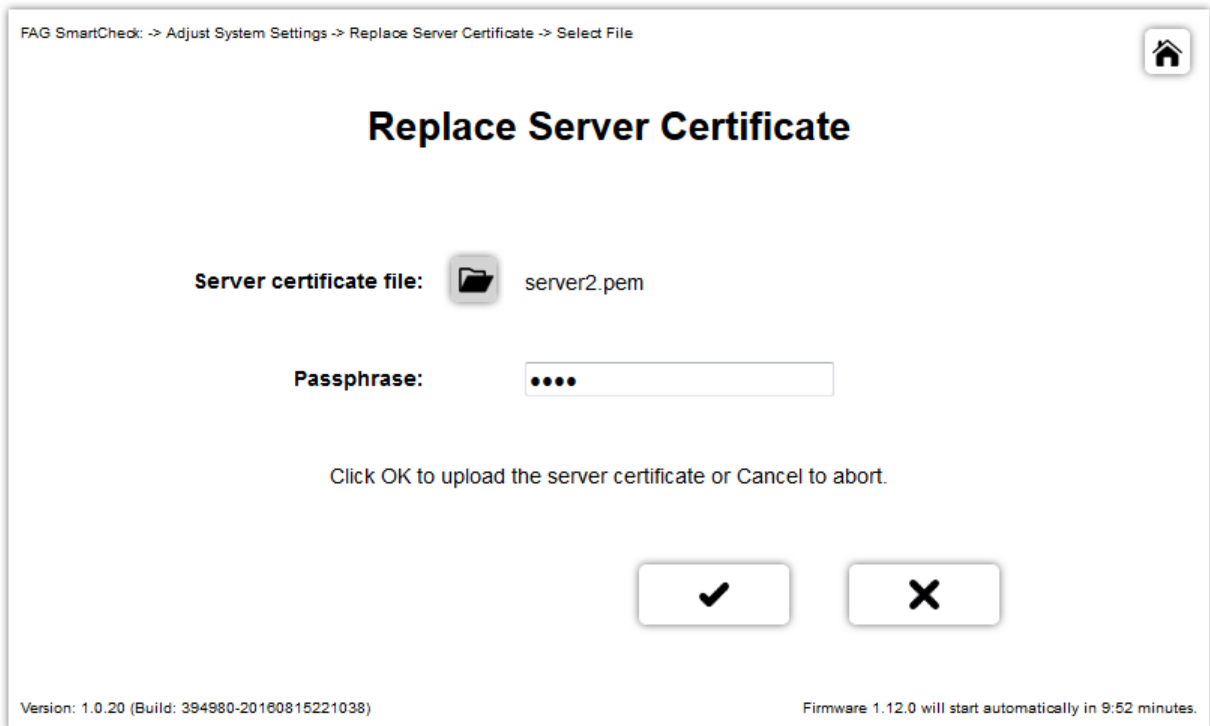 FAG SmartCheck: -> Adjust System Settings -> Replace Server Certificate -> Select File
Replace Server Certificate
Server certificate file: server2.pem
Passphrase: ••••
Click OK to upload the server certificate or Cancel to abort.
Version: 1.0.20 (Build: 394980-20160815221038) Firmware 1.12.0 will start automatically in 9:52 minutes.